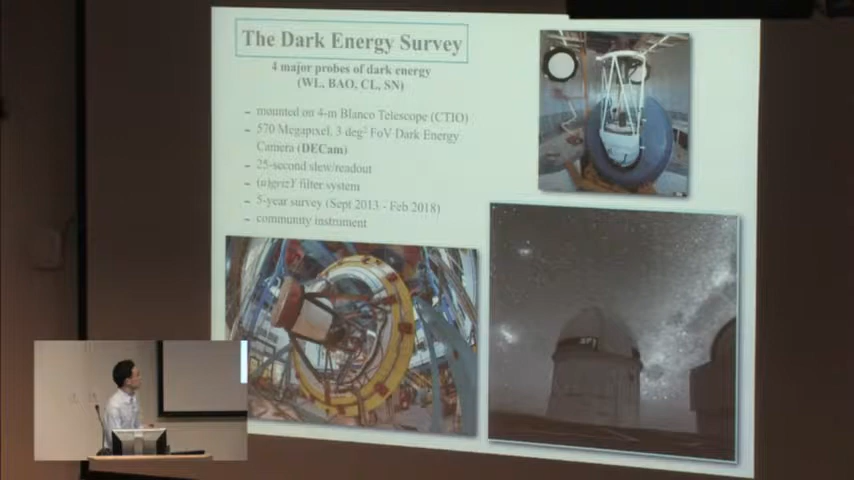 The Dark Energy Survey
4 major probes of dark energy
(WL, BAO, CL, SN)
– mounted on 4-m Blanco Telescope (CTIO)
– 570 Megapixel, 3 deg² FoV Dark Energy
Camera (DECam)
– 25-second slew/readout
– (u)grizY filter system
– 5-year survey (Sept 2013 - Feb 2018)
– community instrument